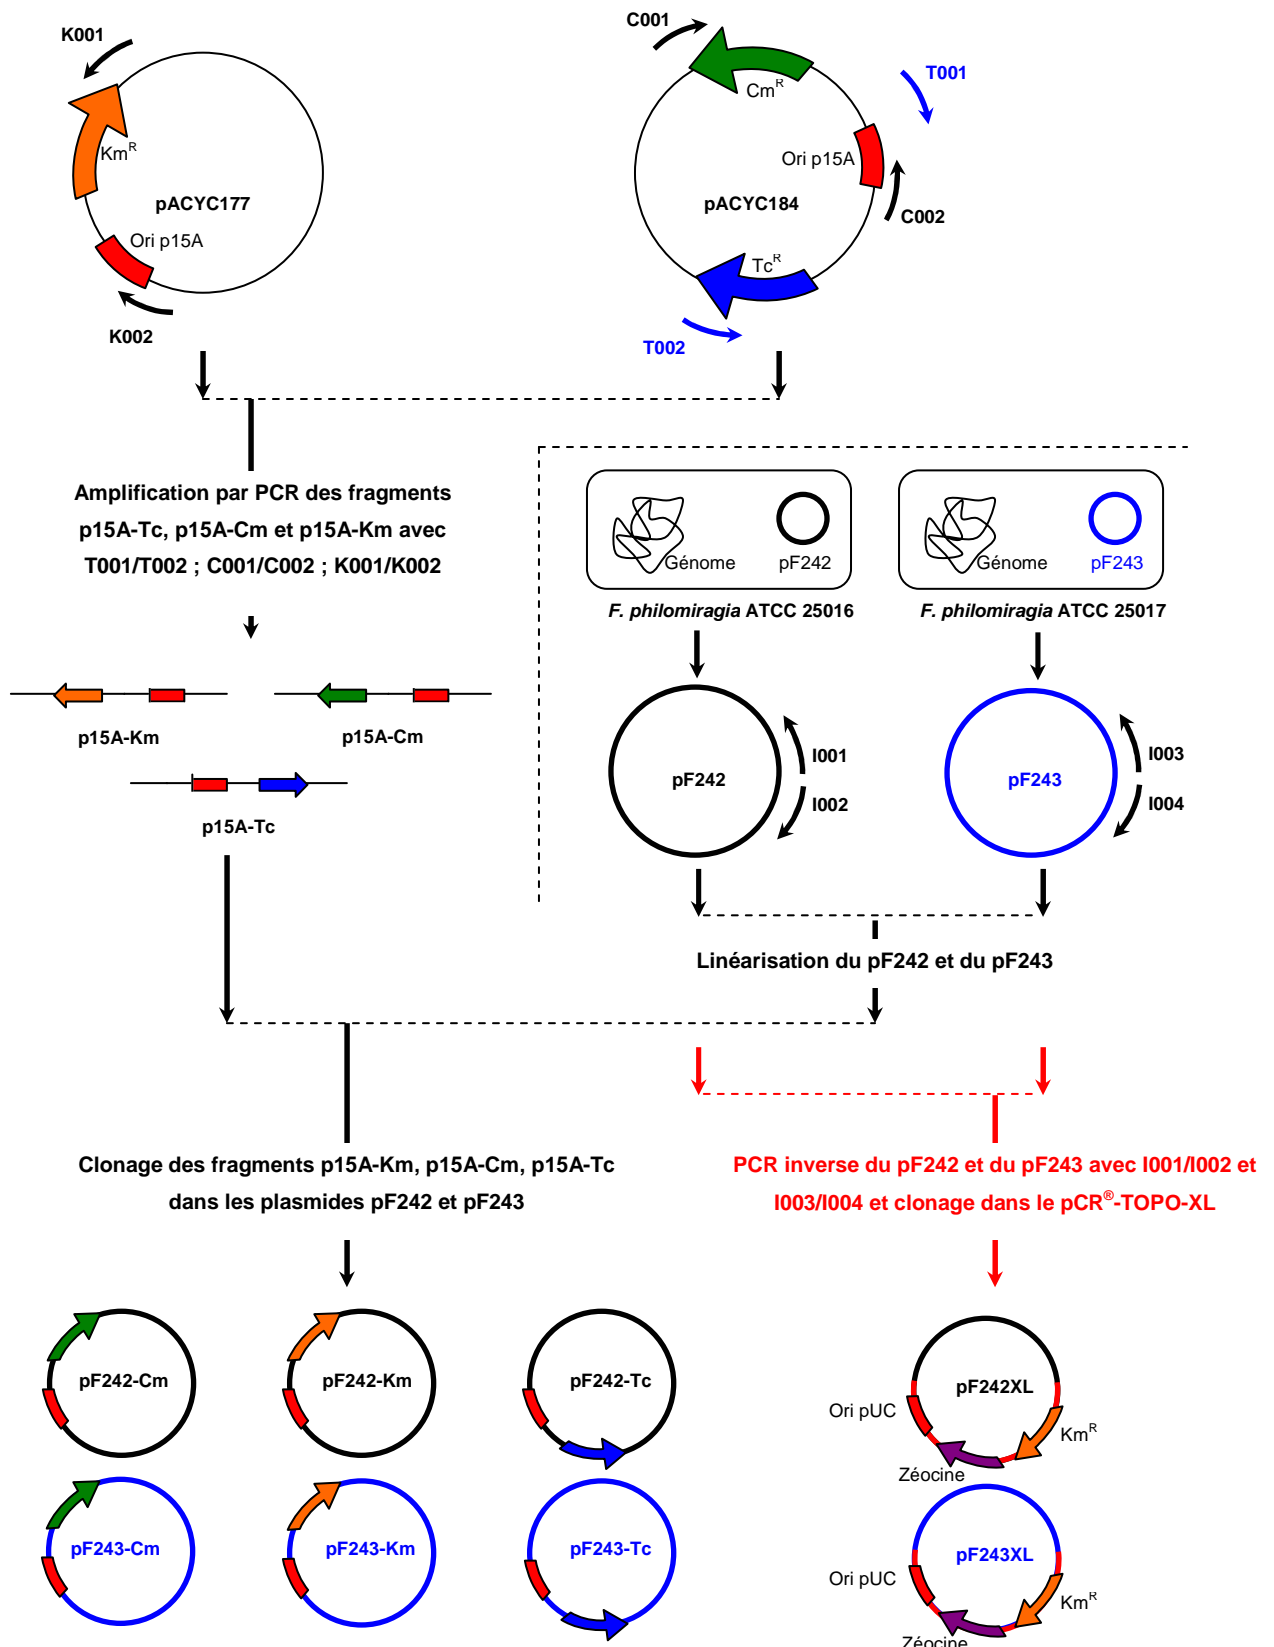 K001
C001
T001
Cm^R
Km^R
Ori p15A
pACYC177
pACYC184
C002
Ori p15A
Tc^R
K002
T002
Amplification par PCR des fragments
p15A-Tc, p15A-Cm et p15A-Km avec
T001/T002 ; C001/C002 ; K001/K002
Génome
pF242
Génome
pF243
F. philomiragia ATCC 25016
F. philomiragia ATCC 25017
p15A-Km
p15A-Cm
p15A-Tc
pF242
I001
I002
pF243
I003
I004
Linéarisation du pF242 et du pF243
Clonage des fragments p15A-Km, p15A-Cm, p15A-Tc
dans les plasmides pF242 et pF243
PCR inverse du pF242 et du pF243 avec I001/I002 et
I003/I004 et clonage dans le pCR®-TOPO-XL
pF242-Cm
pF242-Km
pF242-Tc
pF242XL
Ori pUC
Km^R
Zéocine
pF243-Cm
pF243-Km
pF243-Tc
pF243XL
Ori pUC
Km^R
Zéocine